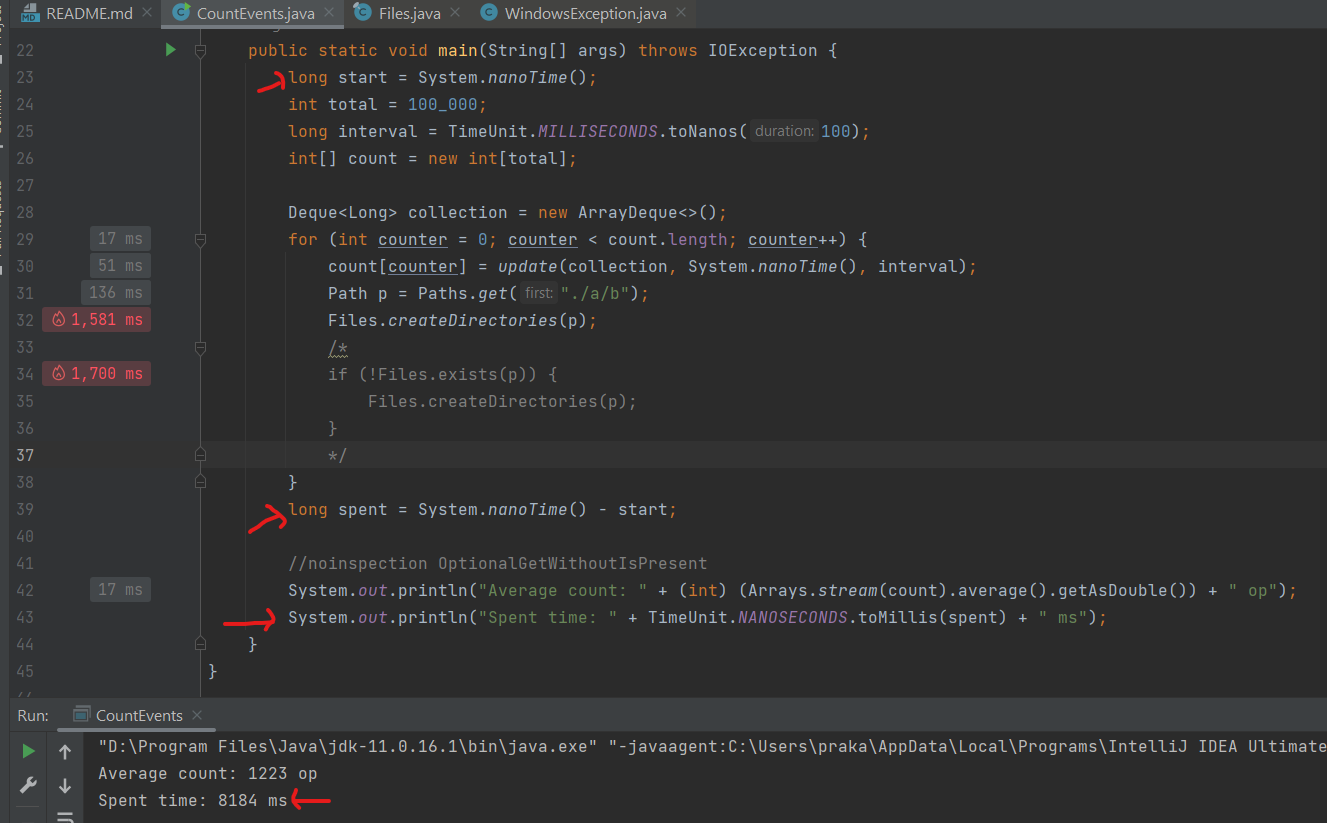 README.md CountEvents.java Files.java WindowsException.java
22 public static void main(String[] args) throws IOException {
23 long start = System.nanoTime();
24 int total = 100_000;
25 long interval = TimeUnit.MILLISECONDS.toNanos( duration: 100);
26 int[] count = new int[total];
27
28 Deque<Long> collection = new ArrayDeque<>();
29 17 ms for (int counter = 0; counter < count.length; counter++) {
30 51 ms count[counter] = update(collection, System.nanoTime(), interval);
31 136 ms Path p = Paths.get( first: "./a/b");
32 1,581 ms Files.createDirectories(p);
33 /*
34 1,700 ms if (!Files.exists(p)) {
35 Files.createDirectories(p);
36 }
37 */
38 }
39 long spent = System.nanoTime() - start;
40
41 //noinspection OptionalGetWithoutIsPresent
42 17 ms System.out.println("Average count: " + (int) (Arrays.stream(count).average().getAsDouble()) + " op");
43 System.out.println("Spent time: " + TimeUnit.NANOSECONDS.toMillis(spent) + " ms");
44 }
45 }
Run: CountEvents
"D:\Program Files\Java\jdk-11.0.16.1\bin\java.exe" "-javaagent:C:\Users\praka\AppData\Local\Programs\IntelliJ IDEA Ultimate
Average count: 1223 op
Spent time: 8184 ms